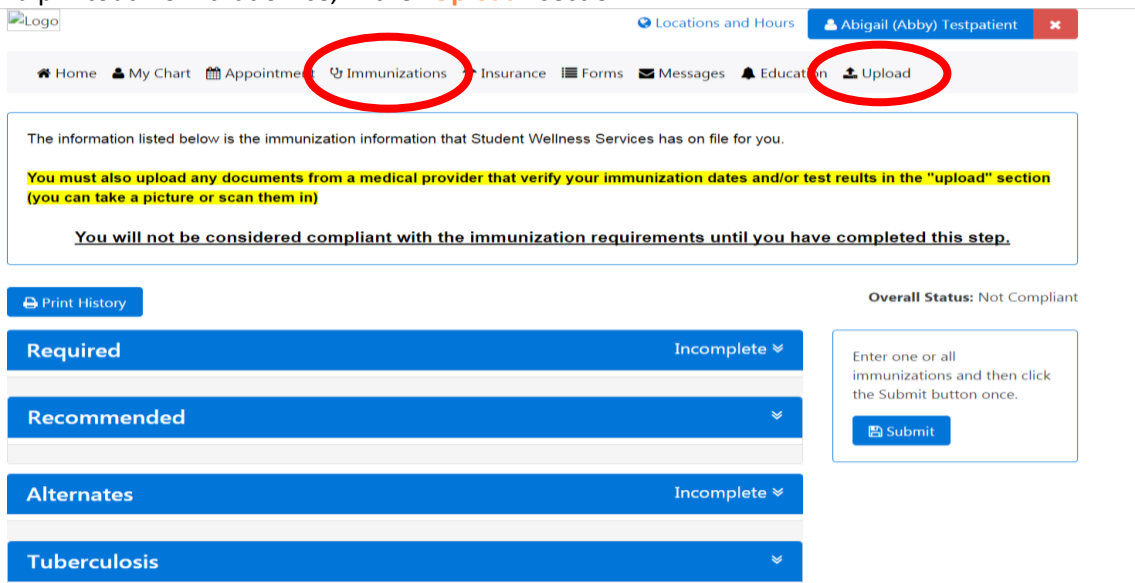 Logo
Locations and Hours
Abigail (Abby) Testpatient
Home My Chart Appointment Immunizations Insurance Forms Messages Education Upload
The information listed below is the immunization information that Student Wellness Services has on file for you.
You must also upload any documents from a medical provider that verify your immunization dates and/or test reults in the "upload" section
(you can take a picture or scan them in)
You will not be considered compliant with the immunization requirements until you have completed this step.
Print History
Overall Status: Not Compliant
Required Incomplete
Enter one or all
immunizations and then click
the Submit button once.
Submit
Recommended
Alternates Incomplete
Tuberculosis